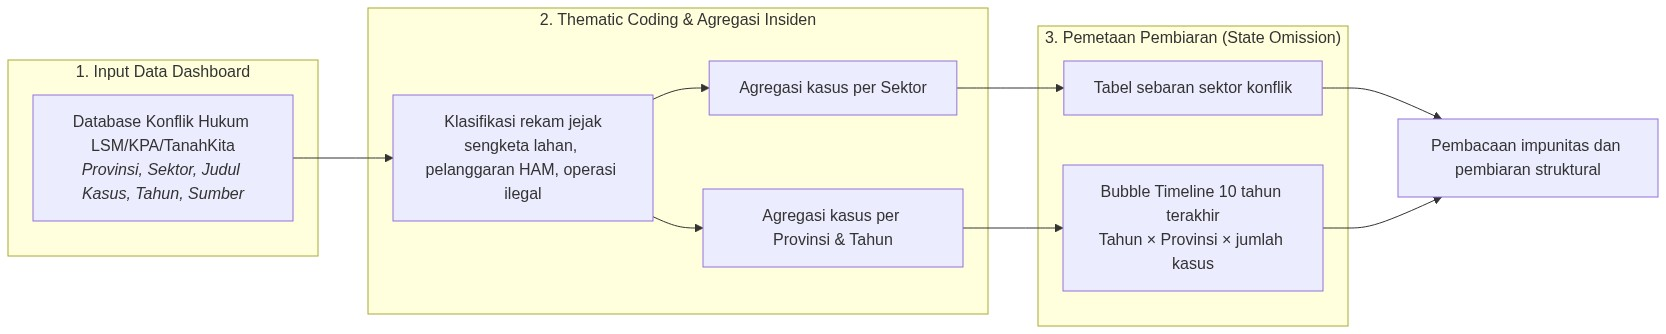 1. Input Data Dashboard
Database Konflik Hukum
LSM/KPA/TanahKita
Provinsi, Sektor, Judul
Kasus, Tahun, Sumber
2. Thematic Coding & Agregasi Insiden
Klasifikasi rekam jejak
sengketa lahan,
pelanggaran HAM, operasi
ilegal
Agregasi kasus per Sektor
Agregasi kasus per
Provinsi & Tahun
3. Pemetaan Pembiaran (State Omission)
Tabel sebaran sektor konflik
Bubble Timeline 10 tahun
terakhir
Tahun × Provinsi × jumlah
kasus
Pembacaan impunitas dan
pembiaran struktural